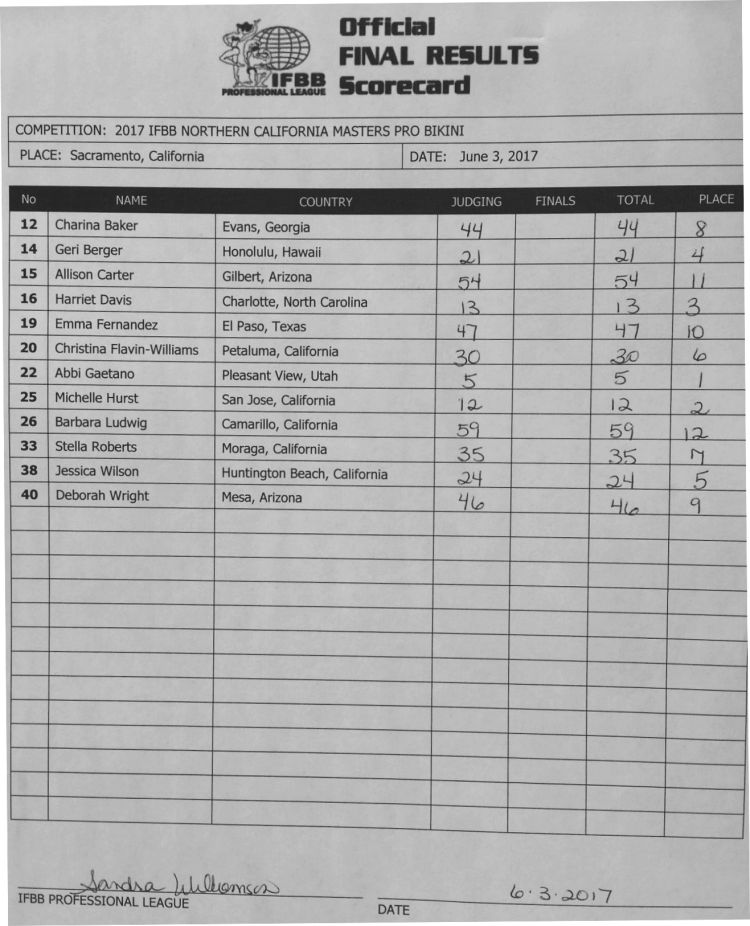 Official
FINAL RESULTS
Scorecard
IFBB
PROFESSIONAL LEAGUE
COMPETITION: 2017 IFBB NORTHERN CALIFORNIA MASTERS PRO BIKINI
PLACE: Sacramento, California DATE: June 3, 2017
No NAME COUNTRY JUDGING FINALS TOTAL PLACE
12 Charina Baker Evans, Georgia 44 44 8
14 Geri Berger Honolulu, Hawaii 21 21 4
15 Allison Carter Gilbert, Arizona 54 54 11
16 Harriet Davis Charlotte, North Carolina 13 13 3
19 Emma Fernandez El Paso, Texas 47 47 10
20 Christina Flavin-Williams Petaluma, California 30 30 6
22 Abbi Gaetano Pleasant View, Utah 5 5 1
25 Michelle Hurst San Jose, California 12 12 2
26 Barbara Ludwig Camarillo, California 59 59 12
33 Stella Roberts Moraga, California 35 35 7
38 Jessica Wilson Huntington Beach, California 24 24 5
40 Deborah Wright Mesa, Arizona 46 46 9
Sandra Williamson 6.3.2017
IFBB PROFESSIONAL LEAGUE DATE